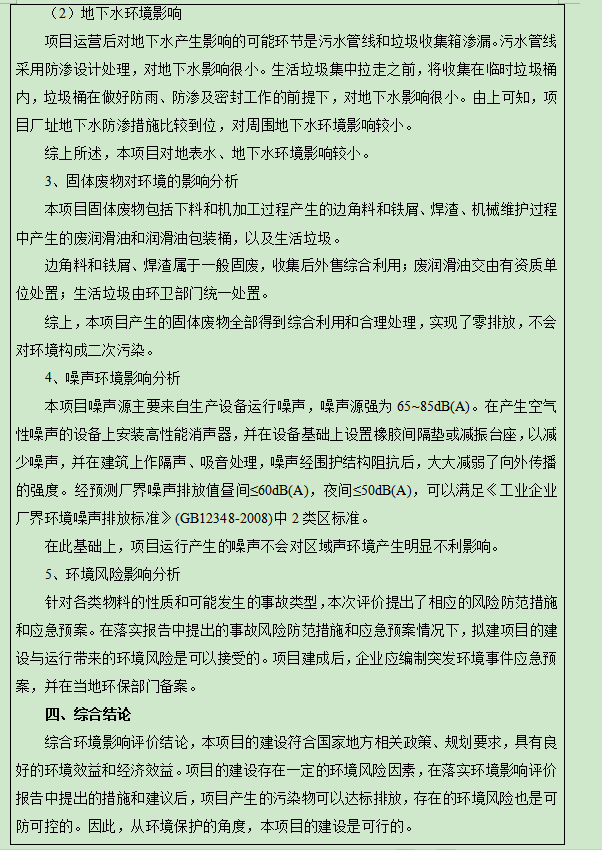 （2）地下水环境影响
项目运营后对地下水产生影响的可能环节是污水管线和垃圾收集箱渗漏。污水管线
采用防渗设计处理，对地下水影响很小。生活垃圾集中拉走之前，将收集在临时垃圾桶
内，垃圾桶在做好防雨、防渗及密封工作的前提下，对地下水影响很小。由上可知，项
目厂址地下水防渗措施比较到位，对周围地下水环境影响较小。
综上所述，本项目对地表水、地下水环境影响较小。
3、固体废物对环境的影响分析
本项目固体废物包括下料和机加工过程产生的边角料和铁屑、焊渣、机械维护过程
中产生的废润滑油和润滑油包装桶，以及生活垃圾。
边角料和铁屑、焊渣属于一般固废，收集后外售综合利用；废润滑油交由有资质单
位处置；生活垃圾由环卫部门统一处置。
综上，本项目产生的固体废物全部得到综合利用和合理处理，实现了零排放，不会
对环境构成二次污染。
4、噪声环境影响分析
本项目噪声源主要来自生产设备运行噪声，噪声源强为 65~85dB(A)。在产生空气
性噪声的设备上安装高性能消声器，并在设备基础上设置橡胶间隔垫或减振台座，以减
少噪声，并在建筑上作隔声、吸音处理，噪声经围护结构阻抗后，大大减弱了向外传播
的强度。经预测厂界噪声排放值昼间≤60dB(A)，夜间≤50dB(A)，可以满足《工业企业
厂界环境噪声排放标准》(GB12348-2008)中 2 类区标准。
在此基础上，项目运行产生的噪声不会对区域声环境产生明显不利影响。
5、环境风险影响分析
针对各类物料的性质和可能发生的事故类型，本次评价提出了相应的风险防范措施
和应急预案。在落实报告中提出的事故风险防范措施和应急预案情况下，拟建项目的建
设与运行带来的环境风险是可以接受的。项目建成后，企业应编制突发环境事件应急预
案，并在当地环保部门备案。
四、综合结论
综合环境影响评价结论，本项目的建设符合国家地方相关政策、规划要求，具有良
好的环境效益和经济效益。项目的建设存在一定的环境风险因素，在落实环境影响评价
报告中提出的措施和建议后，项目产生的污染物可以达标排放，存在的环境风险也是可
防可控的。因此，从环境保护的角度，本项目的建设是可行的。